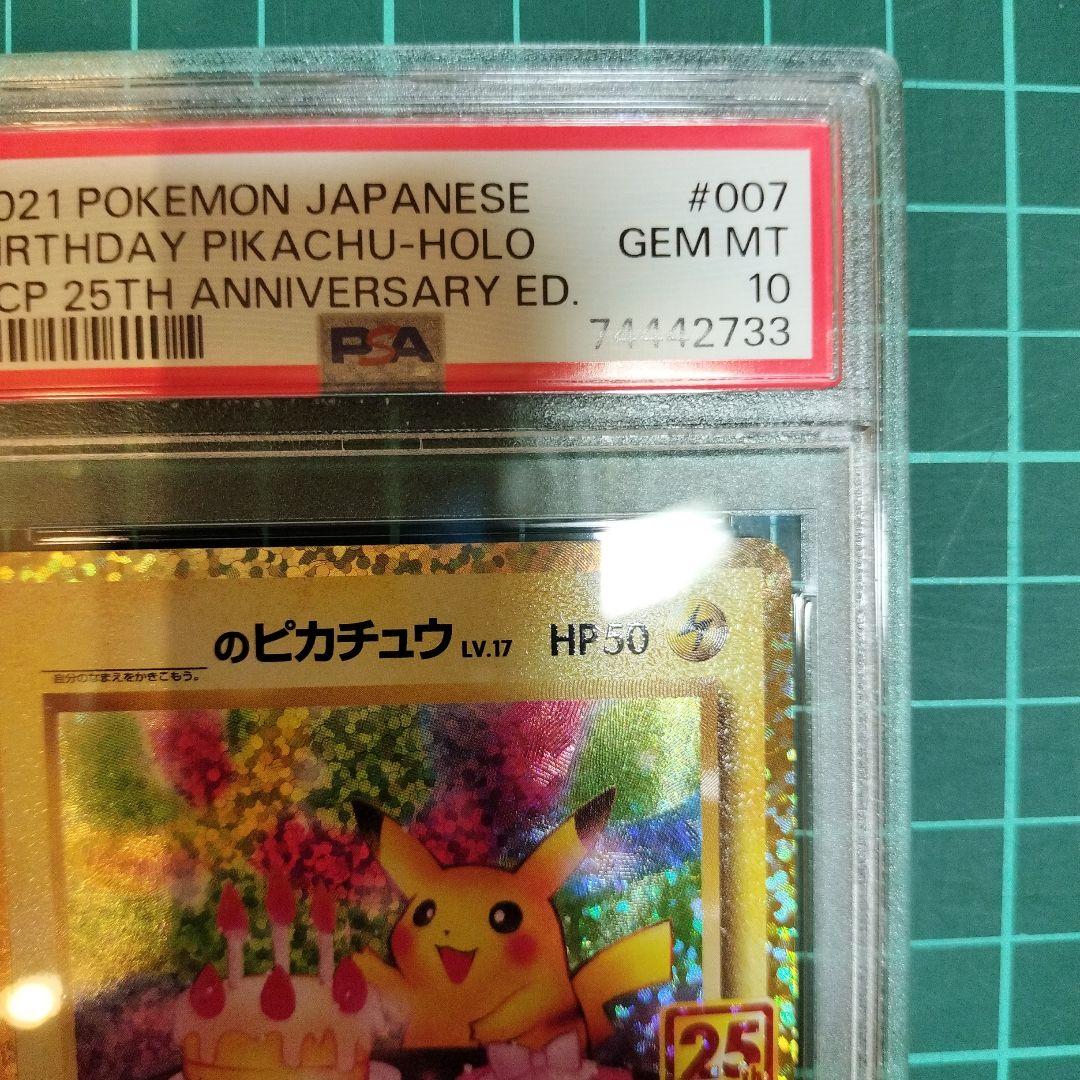 021 POKEMON JAPANESE #007
IRTHDAY PIKACHU-HOLO GEM MT
CP 25TH ANNIVERSARY ED. 10
PSA 74442733
のピカチュウ LV.17 HP50
自分のなまえをかきこもう。
25th